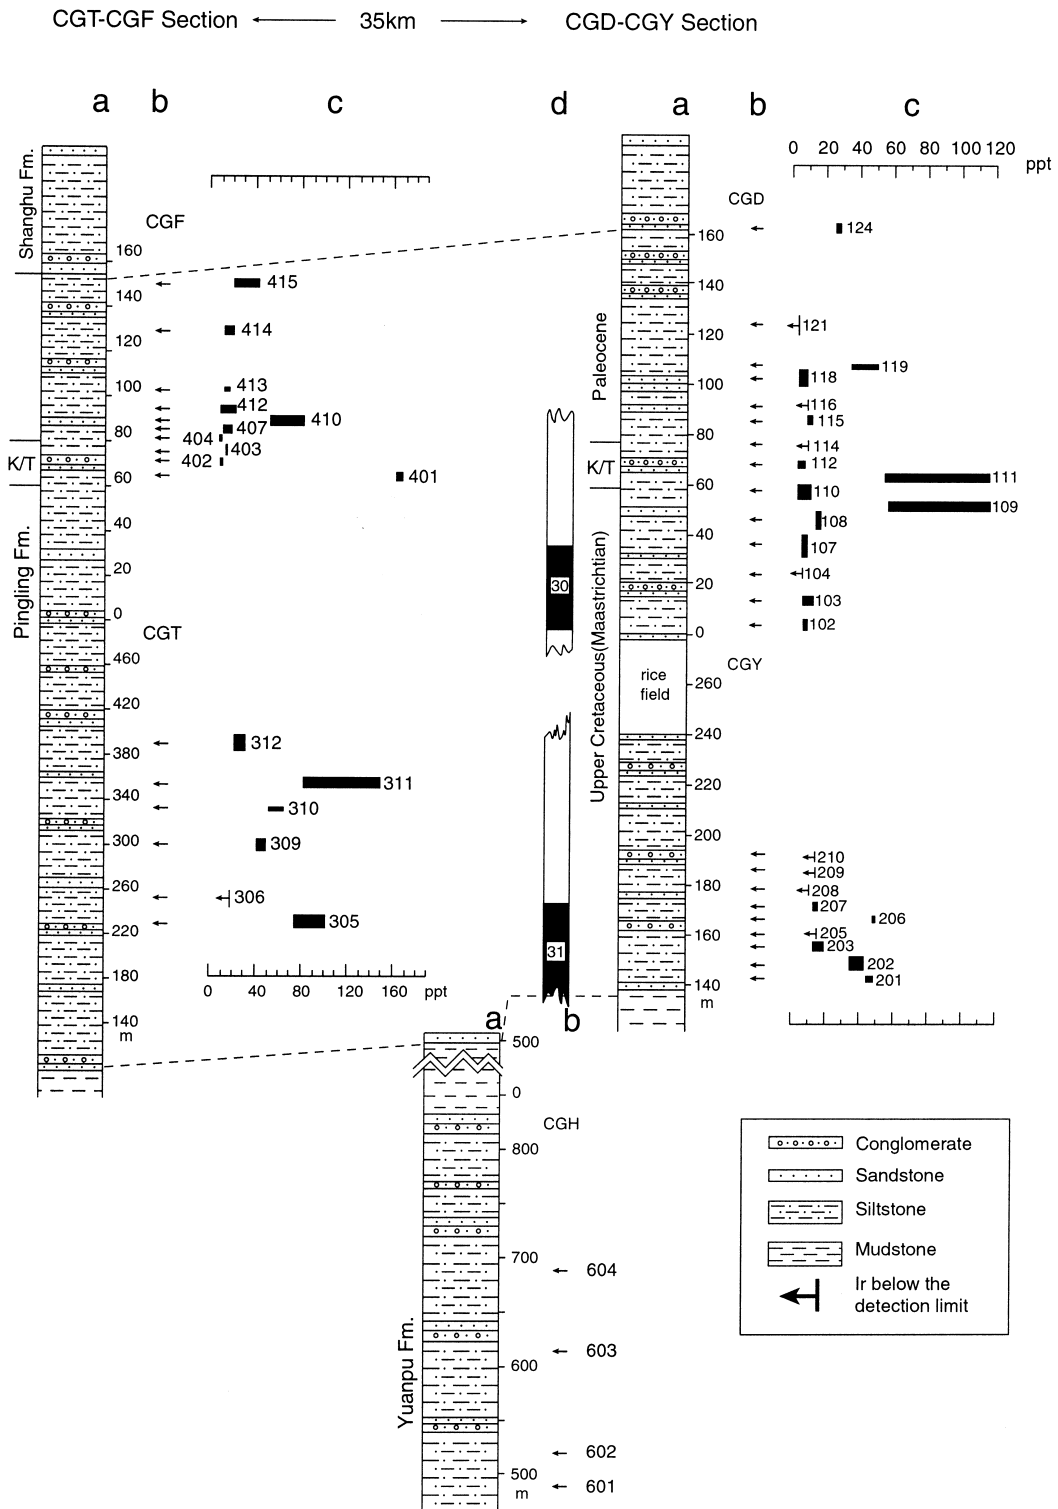 CGT-CGF Section
35km
CGD-CGY Section
a b c d a b c
0 20 40 60 80 100 120
ppt
Shanghu Fm.
K/T
Pingling Fm.
CGF
160
140
120
100
80
60
40
20
0
CGT
460
420
380
340
300
260
220
180
140
m
415
414
413
412
410
407
404
403
402
401
312
311
310
309
306
305
0 40 80 120 160 ppt
30
31
Paleocene
K/T
Upper Cretaceous(Maastrichtian)
rice
field
CGD
160
140
120
100
80
60
40
20
0
CGY
260
240
220
200
180
160
140
m
124
121
119
118
116
115
114
112
111
110
109
108
107
104
103
102
210
209
208
207
206
205
203
202
201
a b
500
0
CGH
800
700
600
500
m
Yuanpu Fm.
604
603
602
601
Conglomerate
Sandstone
Siltstone
Mudstone
Ir below the
detection limit